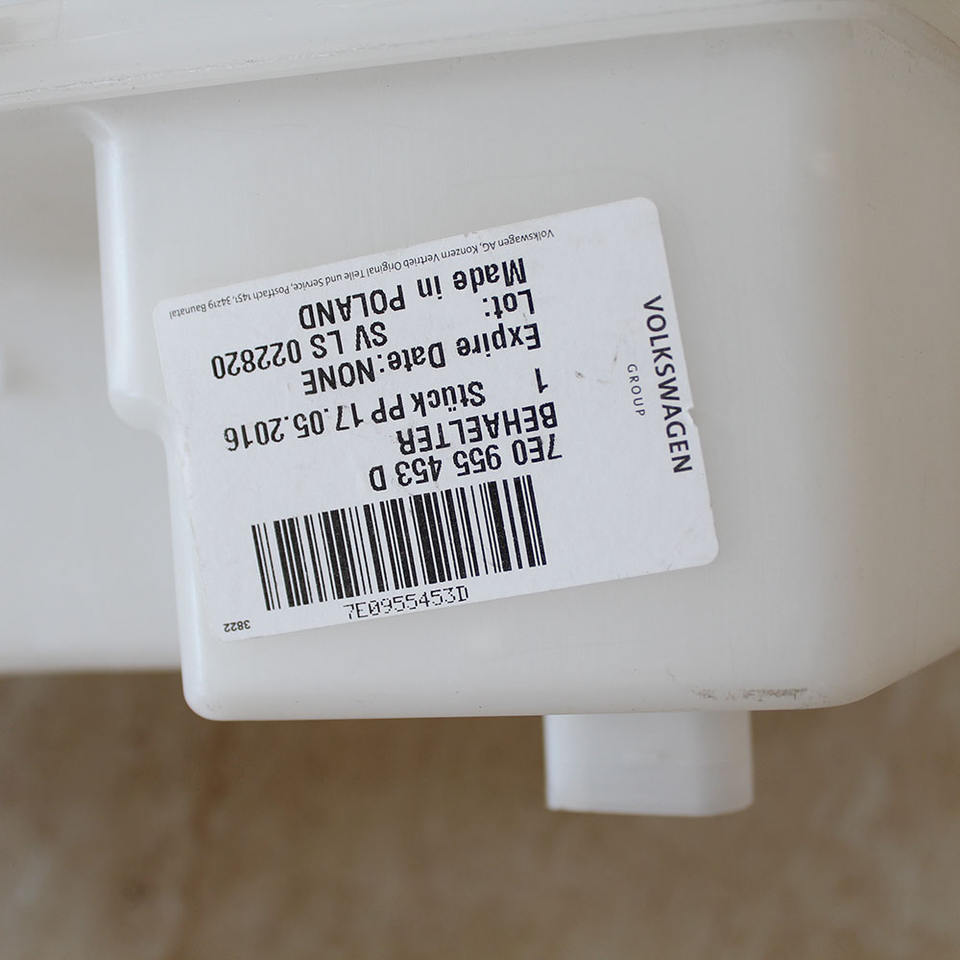 7E0955453D
3822
7E0 955 453 D
BEHAELTER
1 Stück PP 17.05.2016
Expire Date:NONE
Lot: SV LS 022820
Made in POLAND
Volkswagen AG, Konzern Vertrieb Original Teile und Service, Postfach 1451, 34219 Baunatal
VOLKSWAGEN
GROUP